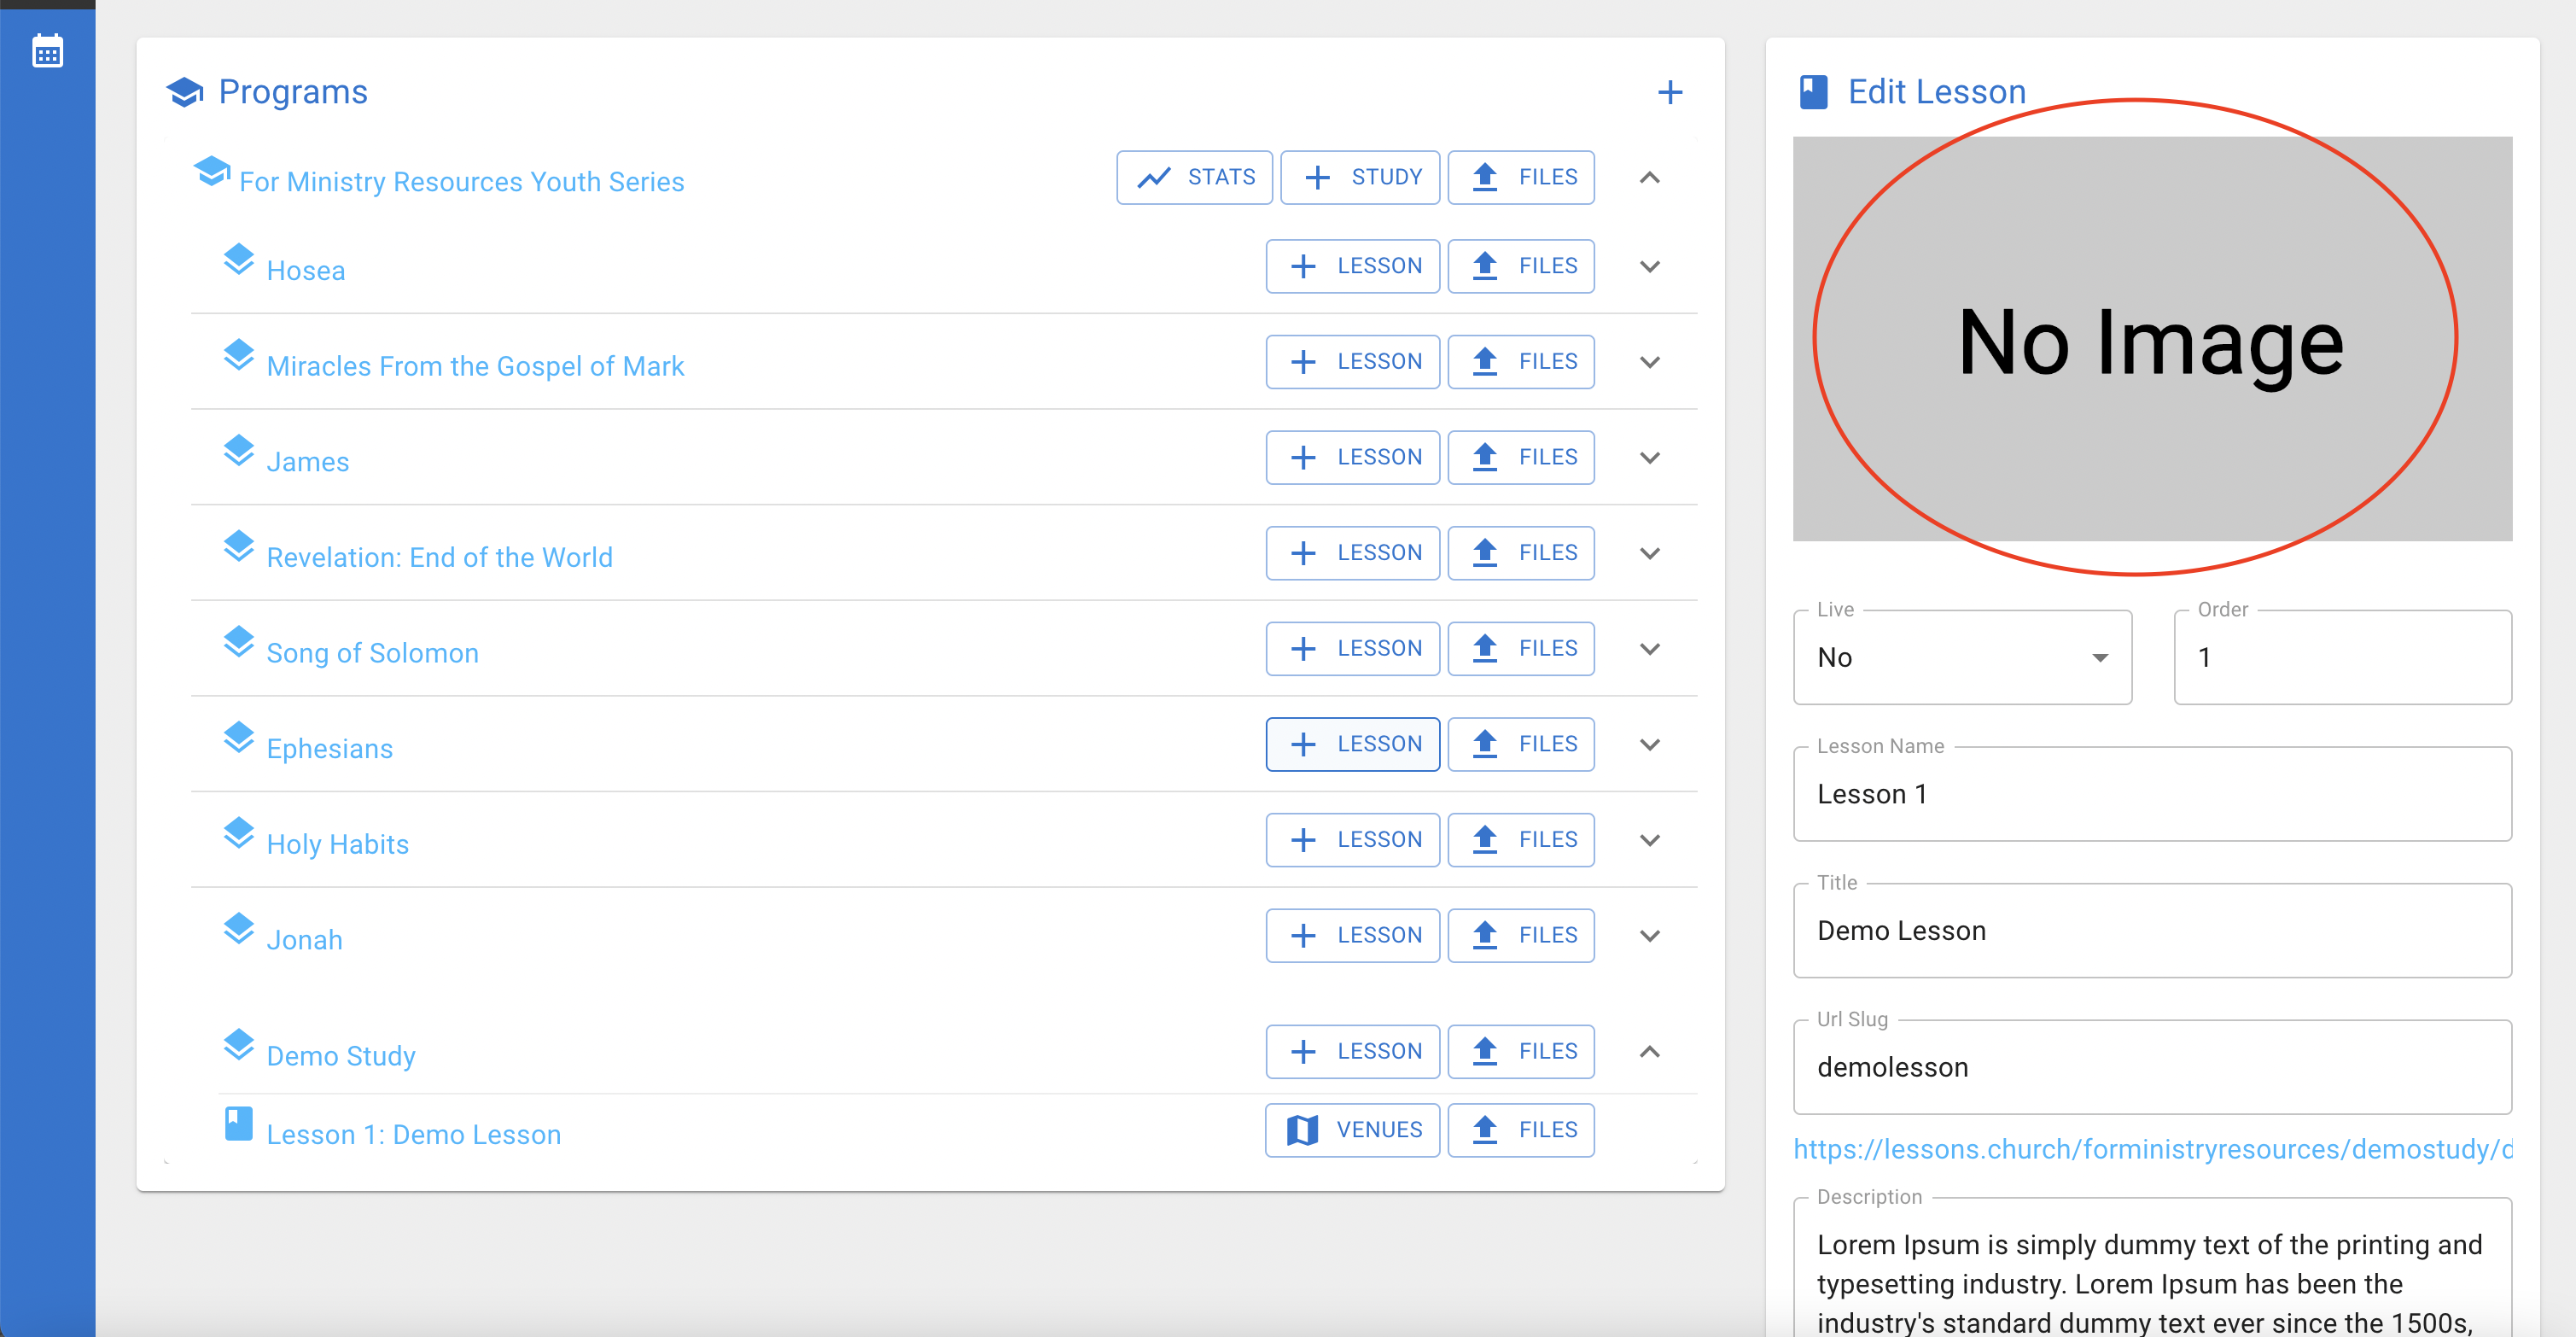 Programs
For Ministry Resources Youth Series STATS STUDY FILES
Hosea LESSON FILES
Miracles From the Gospel of Mark LESSON FILES
James LESSON FILES
Revelation: End of the World LESSON FILES
Song of Solomon LESSON FILES
Ephesians LESSON FILES
Holy Habits LESSON FILES
Jonah LESSON FILES
Demo Study LESSON FILES
Lesson 1: Demo Lesson VENUES FILES
Edit Lesson
No Image
Live Order
No 1
Lesson Name
Lesson 1
Title
Demo Lesson
Url Slug
demolesson
https://lessons.church/forministryresources/demostudy/d
Description
Lorem Ipsum is simply dummy text of the printing and
typesetting industry. Lorem Ipsum has been the
industry's standard dummy text ever since the 1500s,